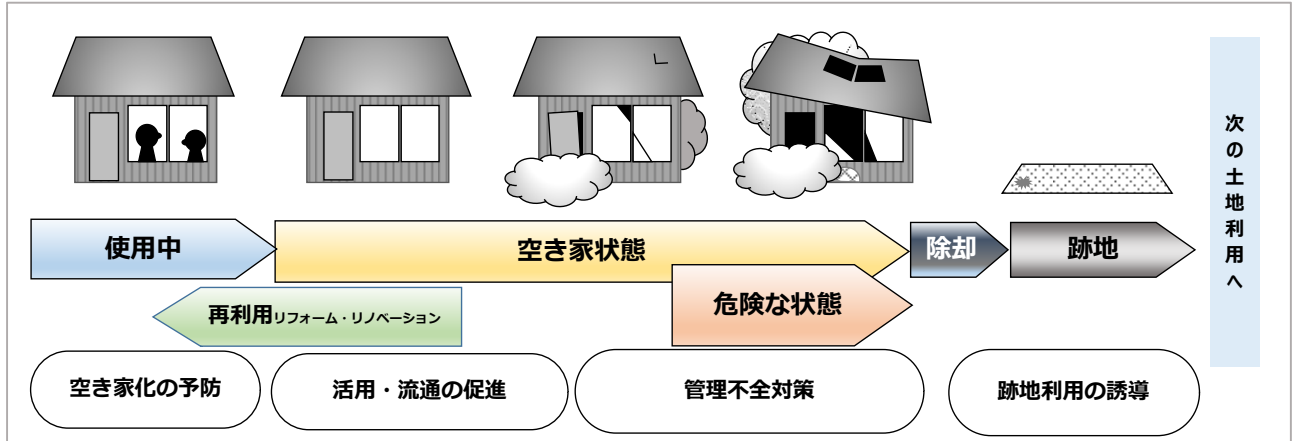 次の土地利用へ
使用中
空き家状態
除却
跡地
再利用リフォーム・リノベーション
危険な状態
空き家化の予防
活用・流通の促進
管理不全対策
跡地利用の誘導